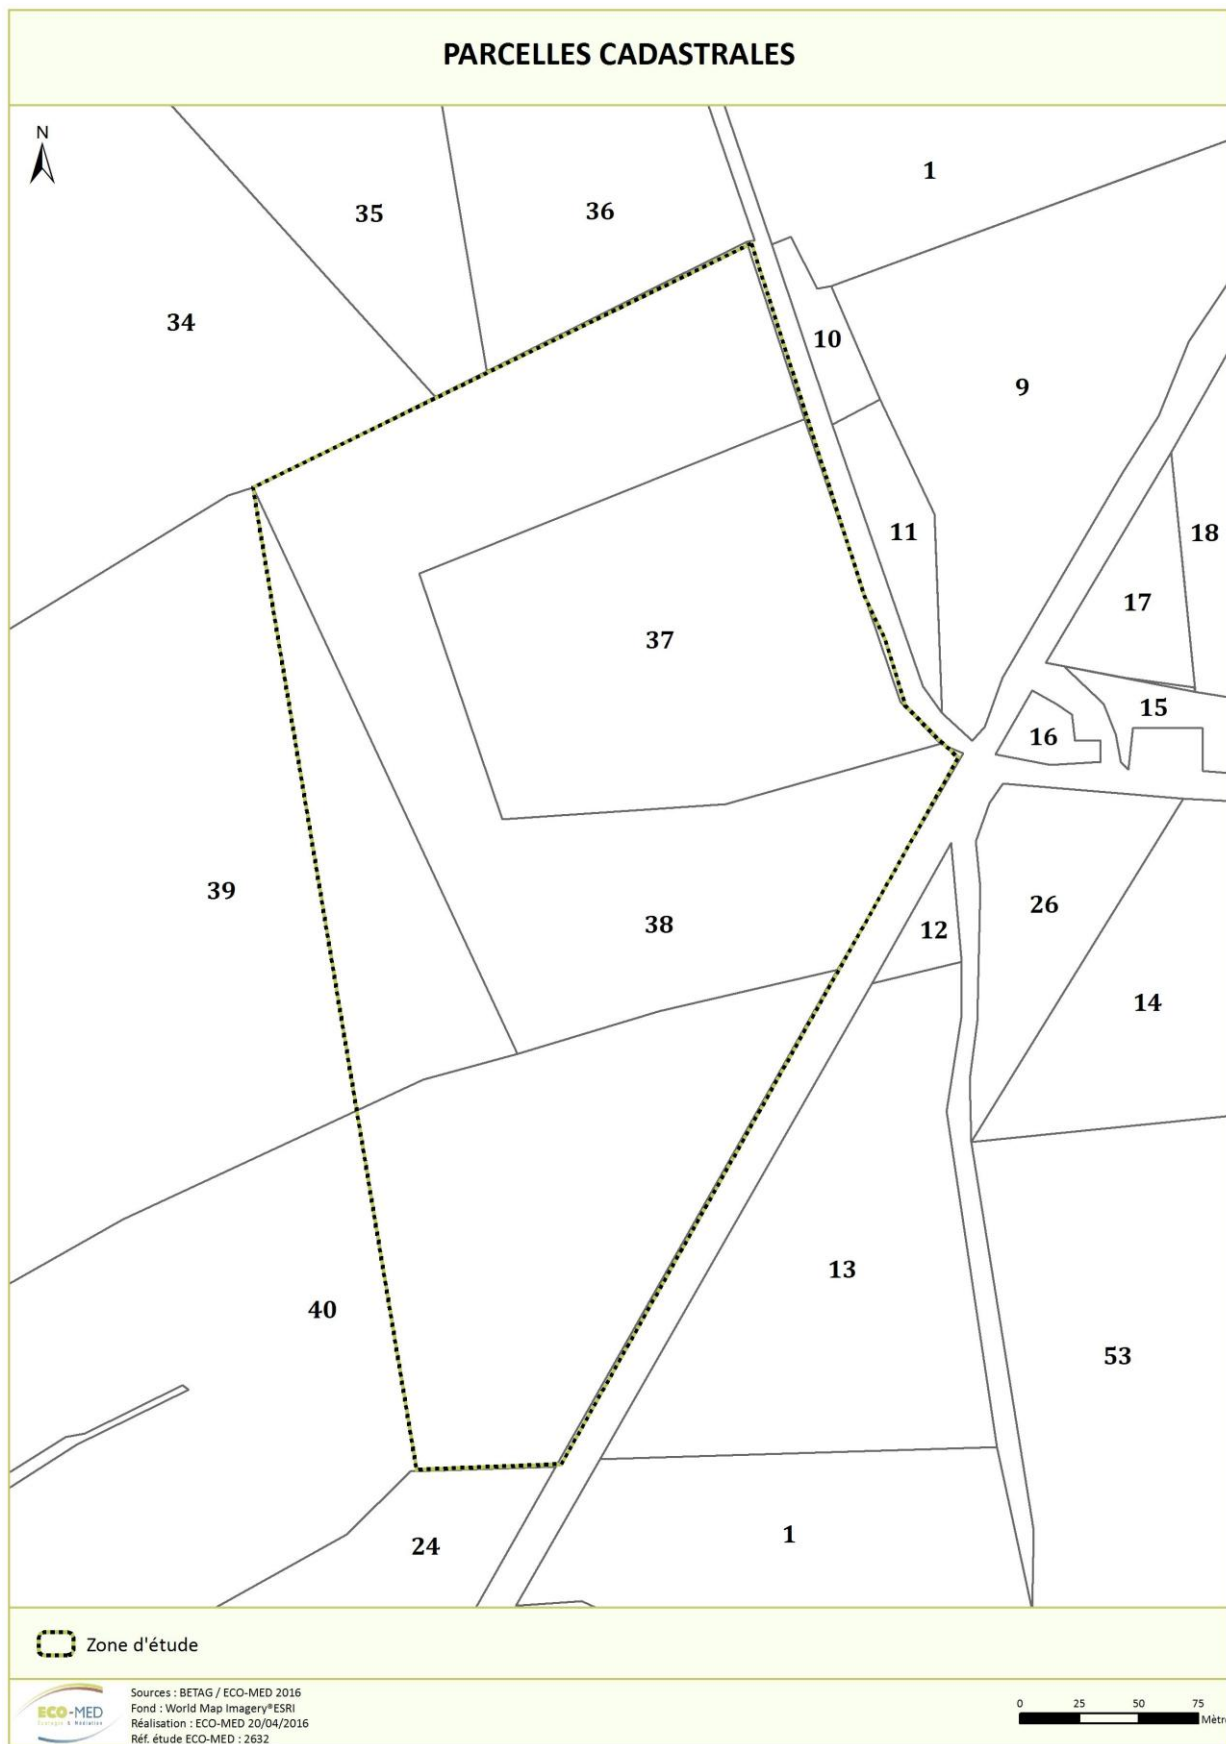 PARCELLES CADASTRALES
N
1
35
36
34
10
9
11
18
17
37
15
16
39
38
12
26
14
13
40
53
24
1
Zone d'étude
ECO-MED
Sources : BETAG / ECO-MED 2016
Fond : World Map Imagery®ESRI
Réalisation : ECO-MED 20/04/2016
Réf. étude ECO-MED : 2632
0 25 50 75
Mètr